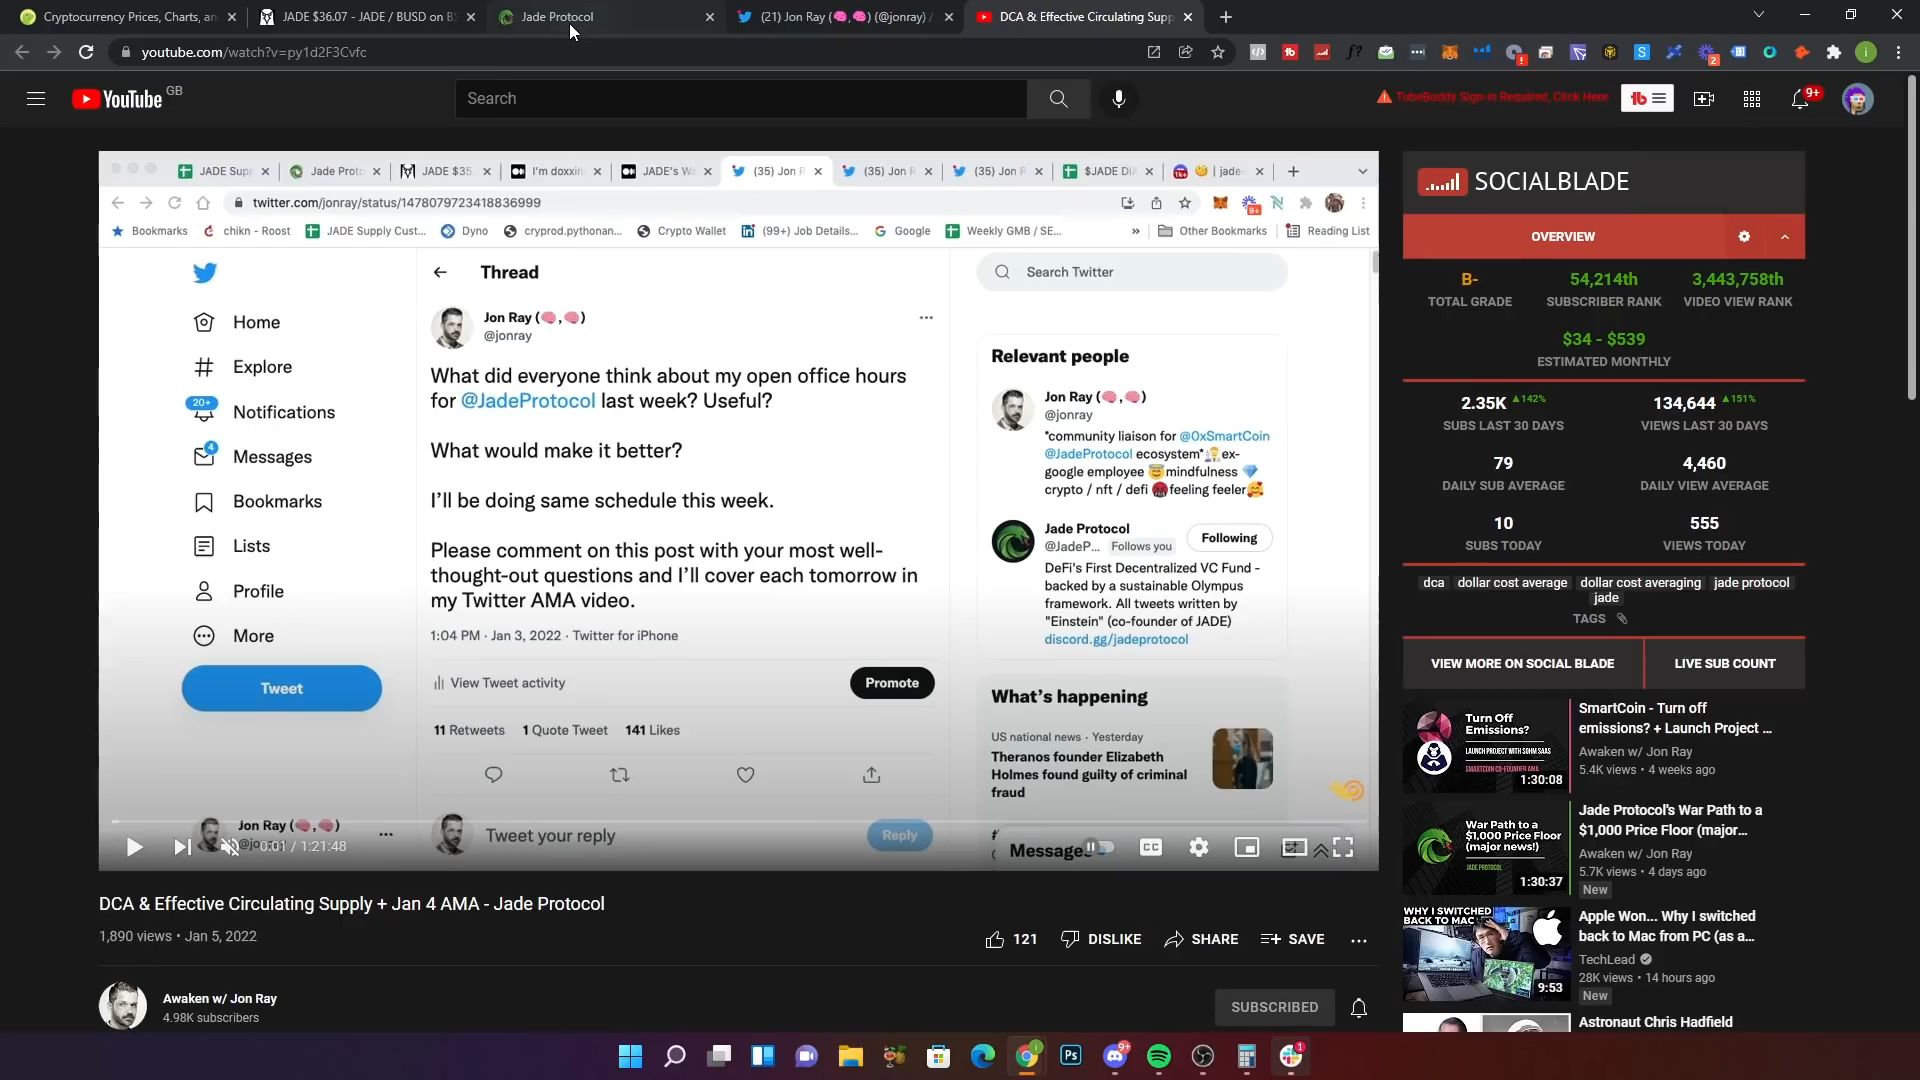 Cryptocurrency Prices, Charts, an
JADE $36.07 - JADE / BUSD on BS
Jade Protocol
(21) Jon Ray (🧠,🧠) (@jonray) /
DCA & Effective Circulating Supp
youtube.com/watch?v=py1d2F3Cvfc
YouTube GB
Search
TubeBuddy Sign-in Required, Click Here
9+
JADE Sup
Jade Proto
JADE $35.
I'm doxxin
JADE's Wa
(35) Jon R
(35) Jon R
(35) Jon R
$JADE DI
| jade-
twitter.com/jonray/status/1478079723418836999
Bookmarks
chikn - Roost
JADE Supply Cust...
Dyno
cryprod.pythonan...
Crypto Wallet
(99+) Job Details...
Google
Weekly GMB / SE...
»
Other Bookmarks
Reading List
Thread
Search Twitter
Home
Explore
20+
Notifications
4
Messages
Bookmarks
Lists
Profile
More
Tweet
Jon Ray (🧠,🧠)
@jonray
What did everyone think about my open office hours
for @JadeProtocol last week? Useful?
What would make it better?
I'll be doing same schedule this week.
Please comment on this post with your most well-
thought-out questions and I'll cover each tomorrow in
my Twitter AMA video.
1:04 PM · Jan 3, 2022 · Twitter for iPhone
View Tweet activity
Promote
11 Retweets 1 Quote Tweet 141 Likes
Tweet your reply
Reply
Jon Ray (🧠,🧠)
Relevant people
Jon Ray (🧠,🧠)
@jonray
*community liaison for @0xSmartCoin
@JadeProtocol ecosystem* ex-
google employee 😇mindfulness 💎
crypto / nft / defi feeling feeler🥰
Jade Protocol
@JadeP... Follows you
Following
DeFi's First Decentralized VC Fund -
backed by a sustainable Olympus
framework. All tweets written by
"Einstein" (co-founder of JADE)
discord.gg/jadeprotocol
What's happening
US national news · Yesterday
Theranos founder Elizabeth
Holmes found guilty of criminal
fraud
Messages
0:01 / 1:21:48
CC
DCA & Effective Circulating Supply + Jan 4 AMA - Jade Protocol
1,890 views • Jan 5, 2022
121
DISLIKE
SHARE
SAVE
Awaken w/ Jon Ray
4.98K subscribers
SUBSCRIBED
SOCIALBLADE
OVERVIEW
B-
TOTAL GRADE
54,214th
SUBSCRIBER RANK
3,443,758th
VIDEO VIEW RANK
$34 - $539
ESTIMATED MONTHLY
2.35K ▲142%
SUBS LAST 30 DAYS
134,644 ▲151%
VIEWS LAST 30 DAYS
79
DAILY SUB AVERAGE
4,460
DAILY VIEW AVERAGE
10
SUBS TODAY
555
VIEWS TODAY
dca dollar cost average dollar cost averaging jade protocol
jade
TAGS
VIEW MORE ON SOCIAL BLADE
LIVE SUB COUNT
Turn Off
Emissions?
LAUNCH PROJECT WITH SOHM SAAS
SMARTCOIN CO-FOUNDER AMA
1:30:08
SmartCoin - Turn off
emissions? + Launch Project ...
Awaken w/ Jon Ray
5.4K views • 4 weeks ago
War Path to a
$1,000 Price Floor
(major news!)
JADE PROTOCOL
1:30:37
Jade Protocol's War Path to a
$1,000 Price Floor (major...
Awaken w/ Jon Ray
5.7K views • 4 days ago
New
WHY I SWITCHED
BACK TO MAC
9:53
Apple Won... Why I switched
back to Mac from PC (as a...
TechLead
28K views • 14 hours ago
New
Astronaut Chris Hadfield
9+
1